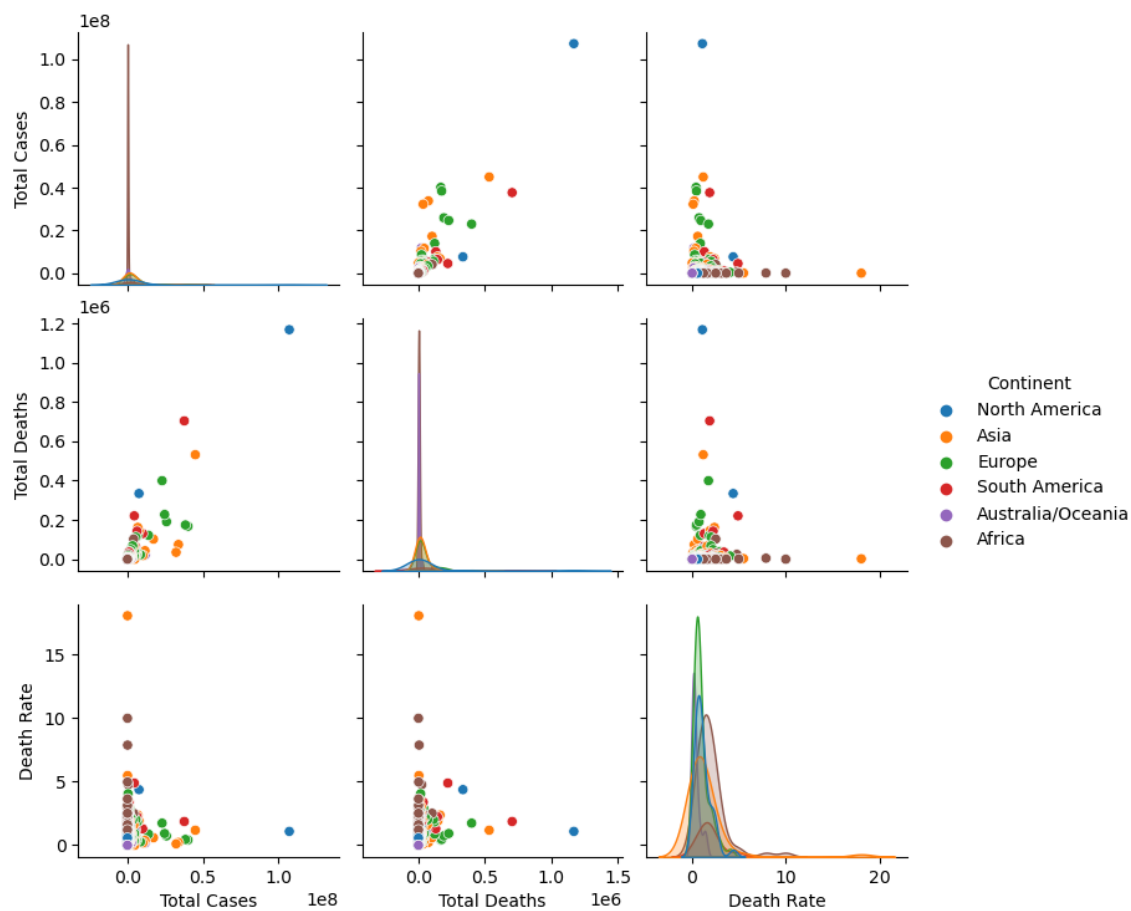 1e8
1.0
0.8
0.6
0.4
0.2
0.0
Total Cases
1e6
1.2
1.0
0.8
0.6
0.4
0.2
0.0
Total Deaths
Continent
North America
Asia
Europe
South America
Australia/Oceania
Africa
15
10
5
0
Death Rate
0.0 0.5 1.0
Total Cases
1e8
0.0 0.5 1.0 1.5
Total Deaths
1e6
0 10 20
Death Rate